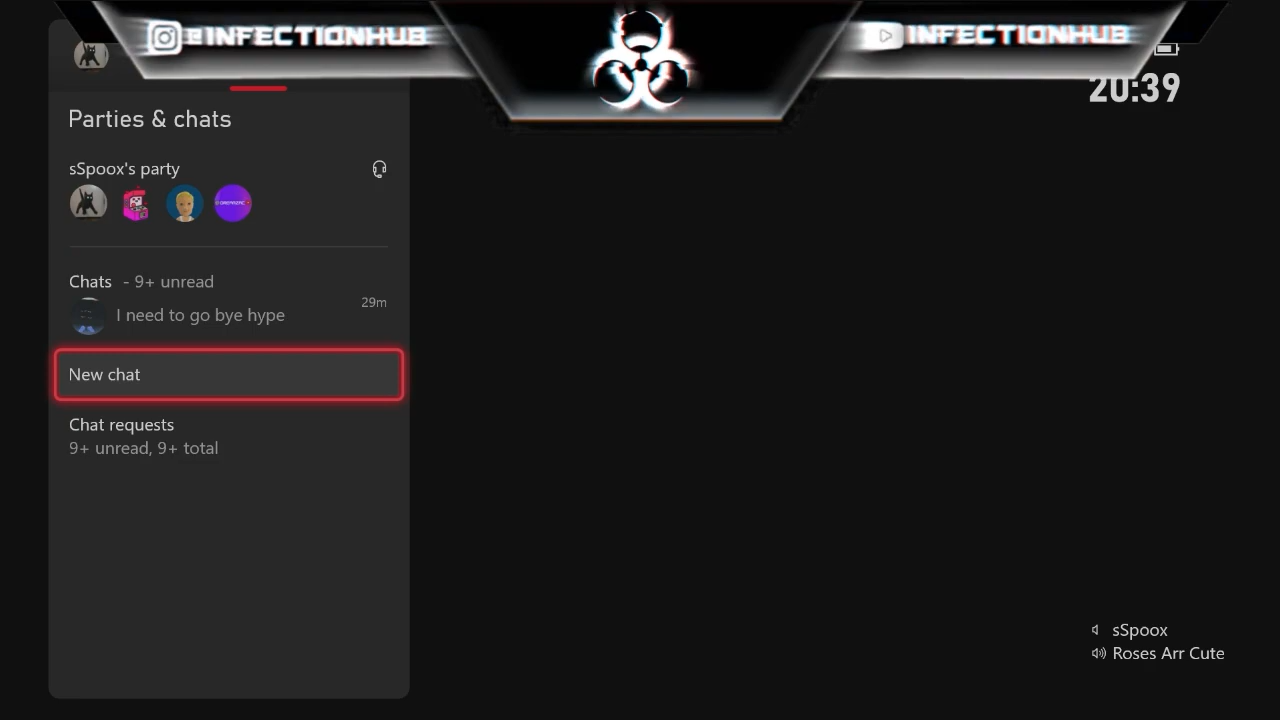 @INFECTIONHUB
INFECTIONHUB
20:39
Parties & chats
sSpoox's party
Chats - 9+ unread
29m
I need to go bye hype
New chat
Chat requests
9+ unread, 9+ total
sSpoox
Roses Arr Cute